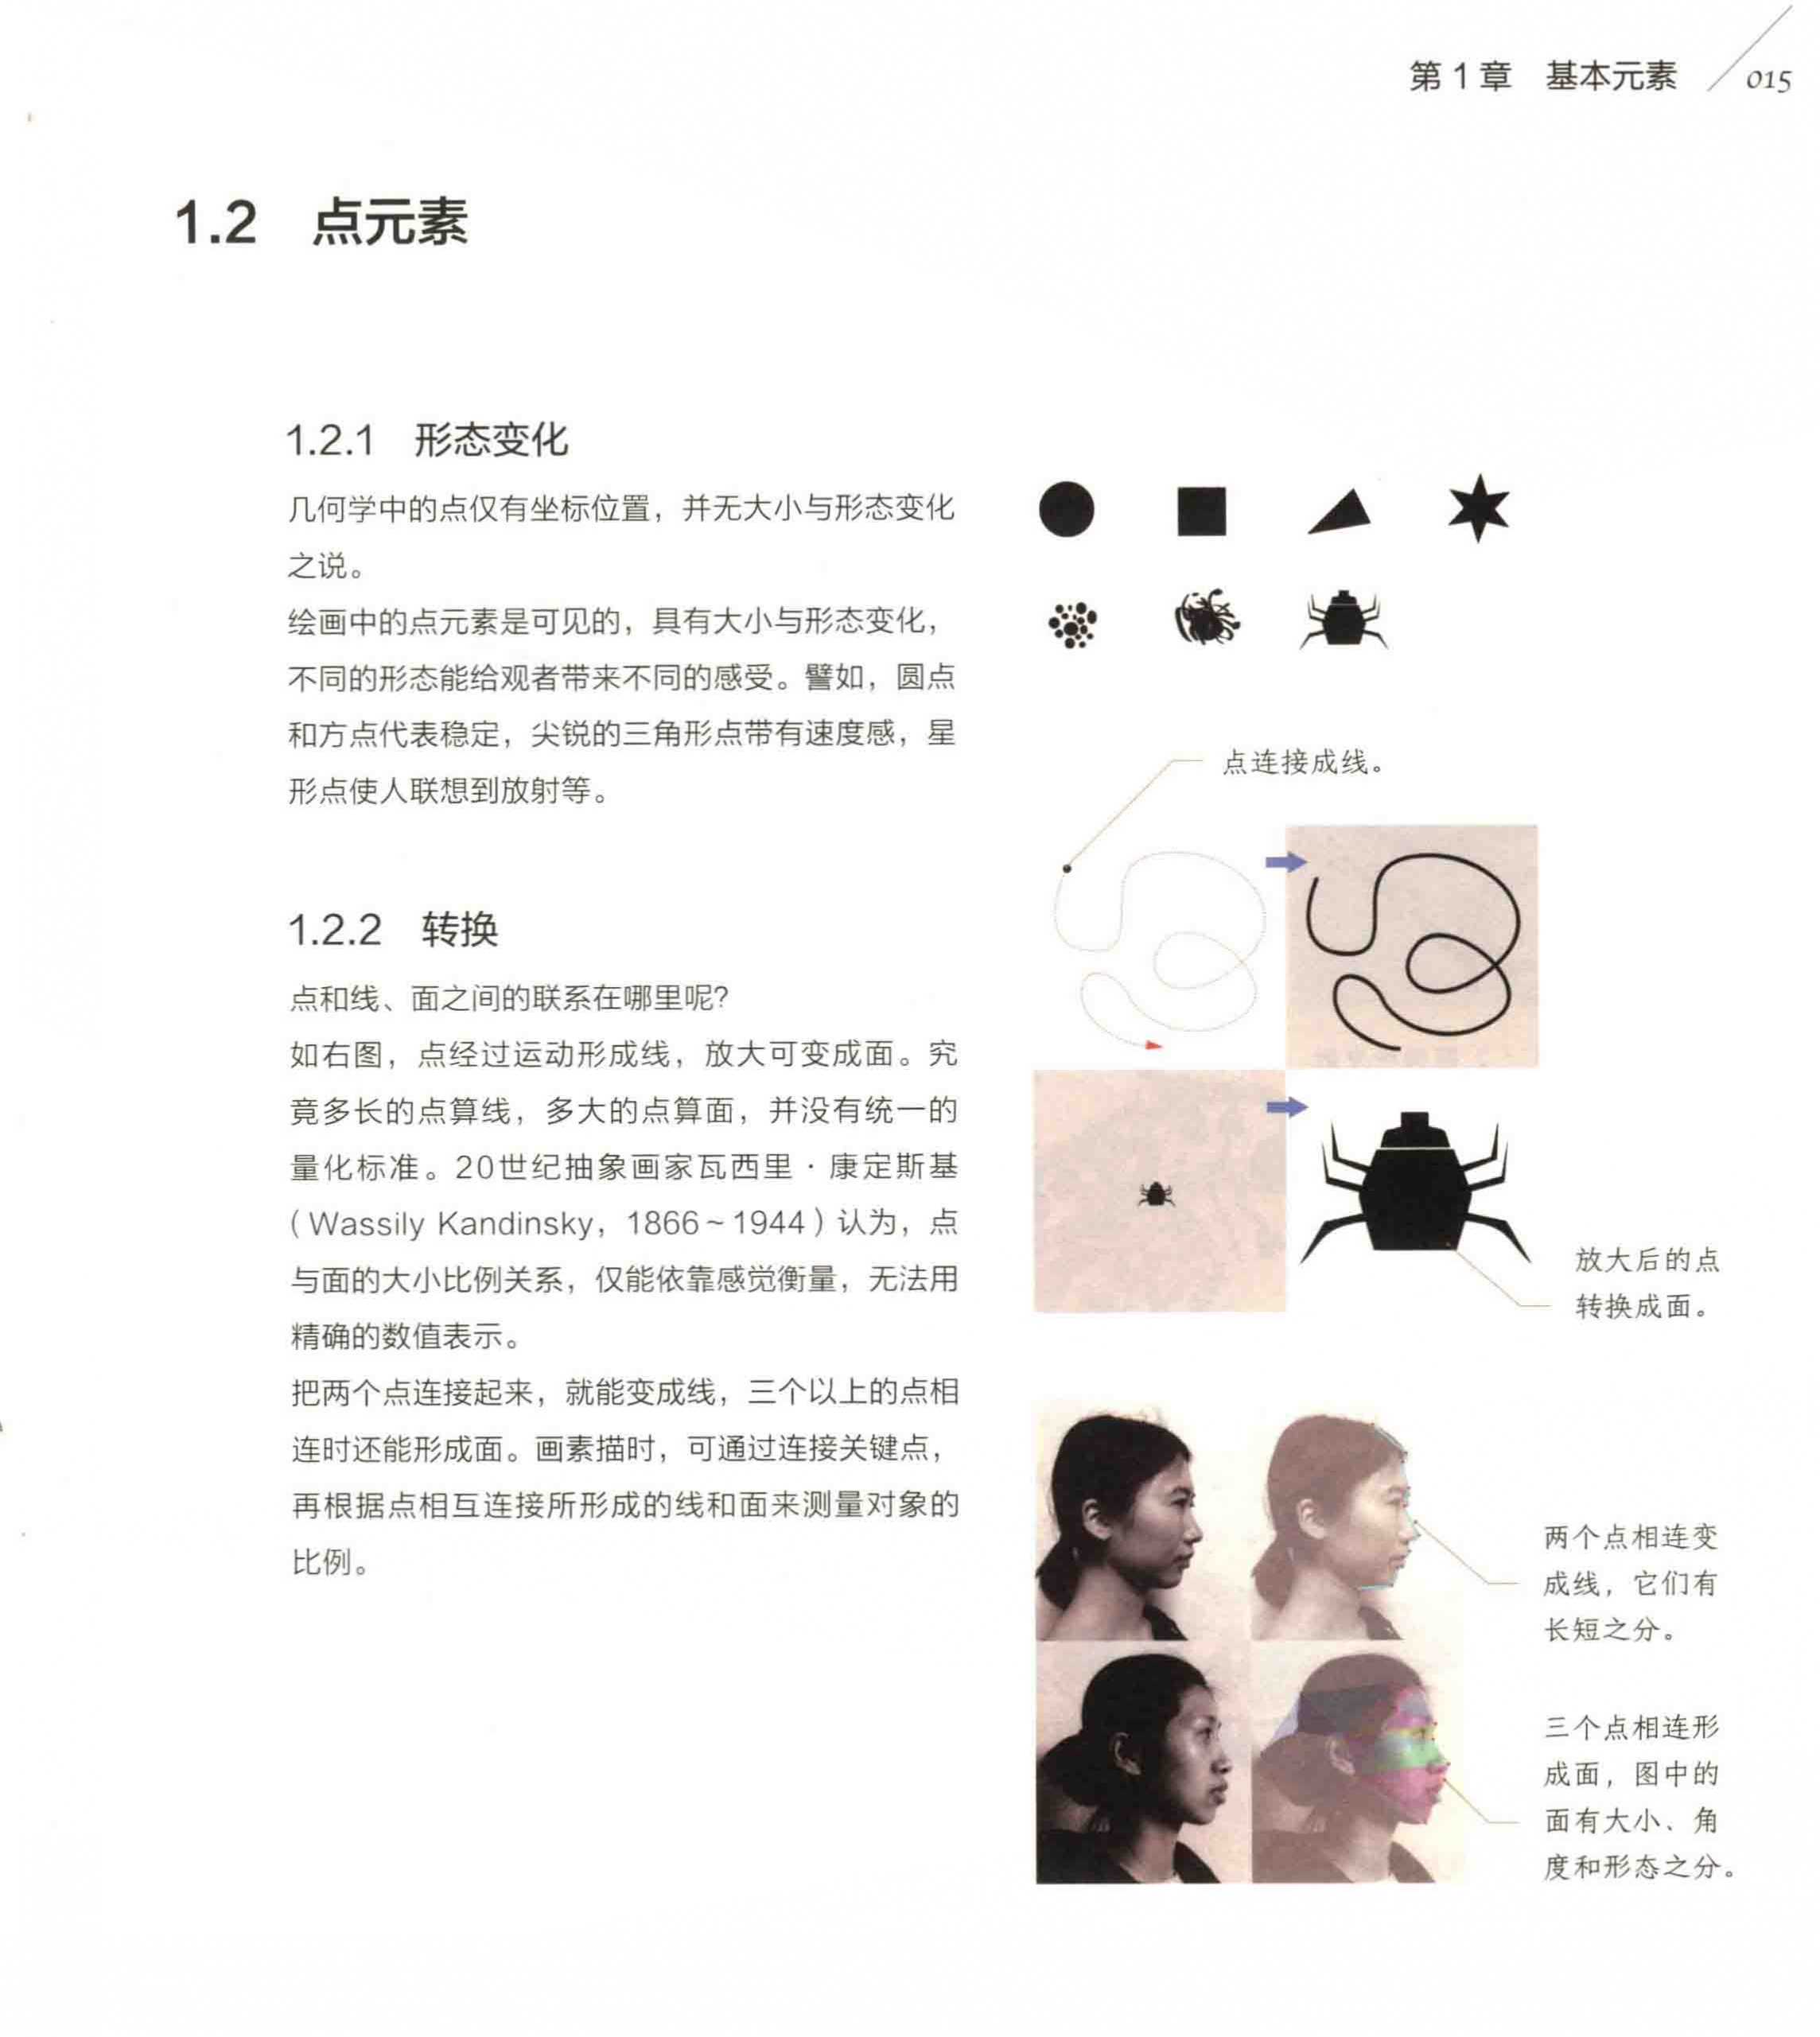 第 1 章　基本元素
015
1.2　点元素
1.2.1　形态变化
几何学中的点仅有坐标位置，并无大小与形态变化
之说。
绘画中的点元素是可见的，具有大小与形态变化，
不同的形态能给观者带来不同的感受。譬如，圆点
和方点代表稳定，尖锐的三角形点带有速度感，星
形点使人联想到放射等。
1.2.2　转换
点和线、面之间的联系在哪里呢？
如右图，点经过运动形成线，放大可变成面。究
竟多长的点算线，多大的点算面，并没有统一的
量化标准。20世纪抽象画家瓦西里·康定斯基
（Wassily Kandinsky，1866～1944）认为，点
与面的大小比例关系，仅能依靠感觉衡量，无法用
精确的数值表示。
把两个点连接起来，就能变成线，三个以上的点相
连时还能形成面。画素描时，可通过连接关键点，
再根据点相互连接所形成的线和面来测量对象的
比例。
点连接成线。
放大后的点
转换成面。
两个点相连变
成线，它们有
长短之分。
三个点相连形
成面，图中的
面有大小、角
度和形态之分。